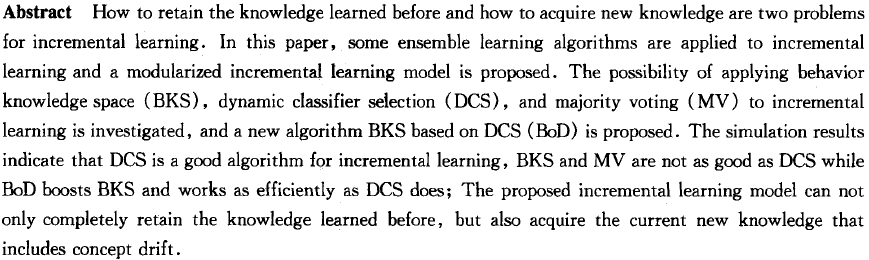 Abstract How to retain the knowledge learned before and how to acquire new knowledge are two problems
for incremental learning. In this paper, some ensemble learning algorithms are applied to incremental
learning and a modularized incremental learning model is proposed. The possibility of applying behavior
knowledge space (BKS), dynamic classifier selection (DCS), and majority voting (MV) to incremental
learning is investigated, and a new algorithm BKS based on DCS (BoD) is proposed. The simulation results
indicate that DCS is a good algorithm for incremental learning, BKS and MV are not as good as DCS while
BoD boosts BKS and works as efficiently as DCS does; The proposed incremental learning model can not
only completely retain the knowledge learned before, but also acquire the current new knowledge that
includes concept drift.